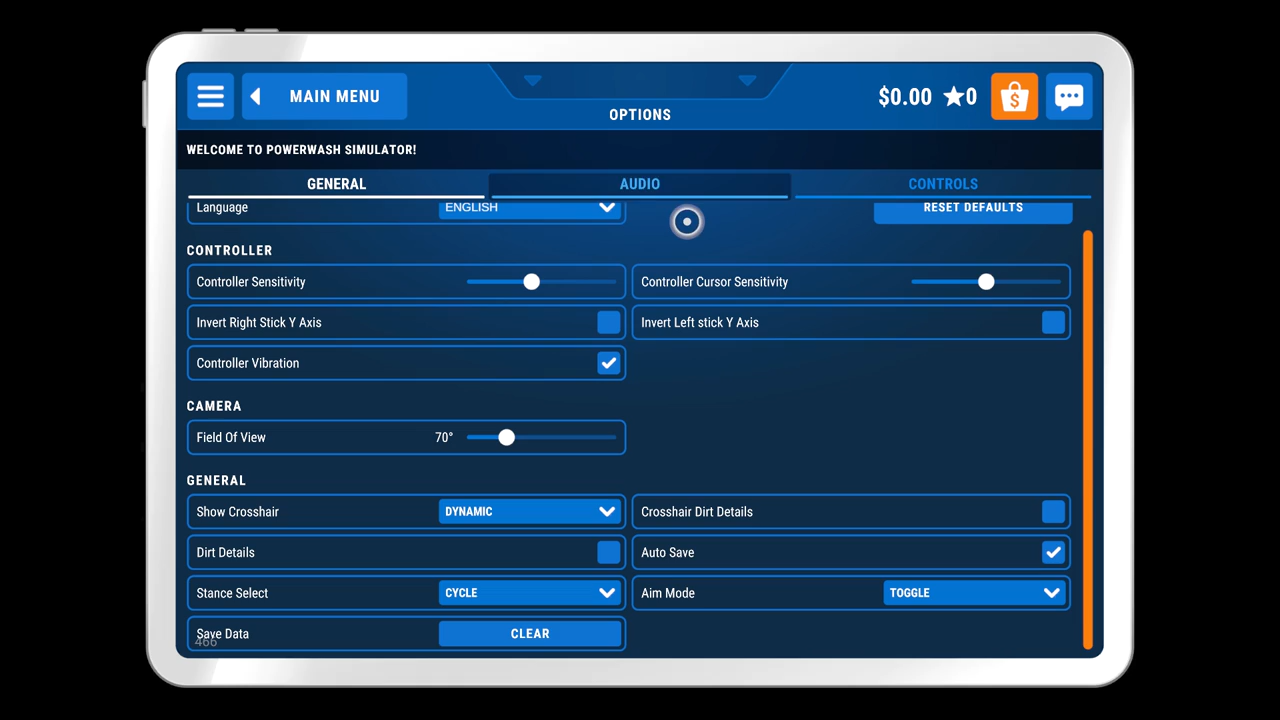 MAIN MENU
$0.00 ★0
OPTIONS
WELCOME TO POWERWASH SIMULATOR!
GENERAL AUDIO CONTROLS
Language ENGLISH RESET DEFAULTS
CONTROLLER
Controller Sensitivity Controller Cursor Sensitivity
Invert Right Stick Y Axis Invert Left stick Y Axis
Controller Vibration
CAMERA
Field Of View 70°
GENERAL
Show Crosshair DYNAMIC Crosshair Dirt Details
Dirt Details Auto Save
Stance Select CYCLE Aim Mode TOGGLE
Save Data CLEAR
466